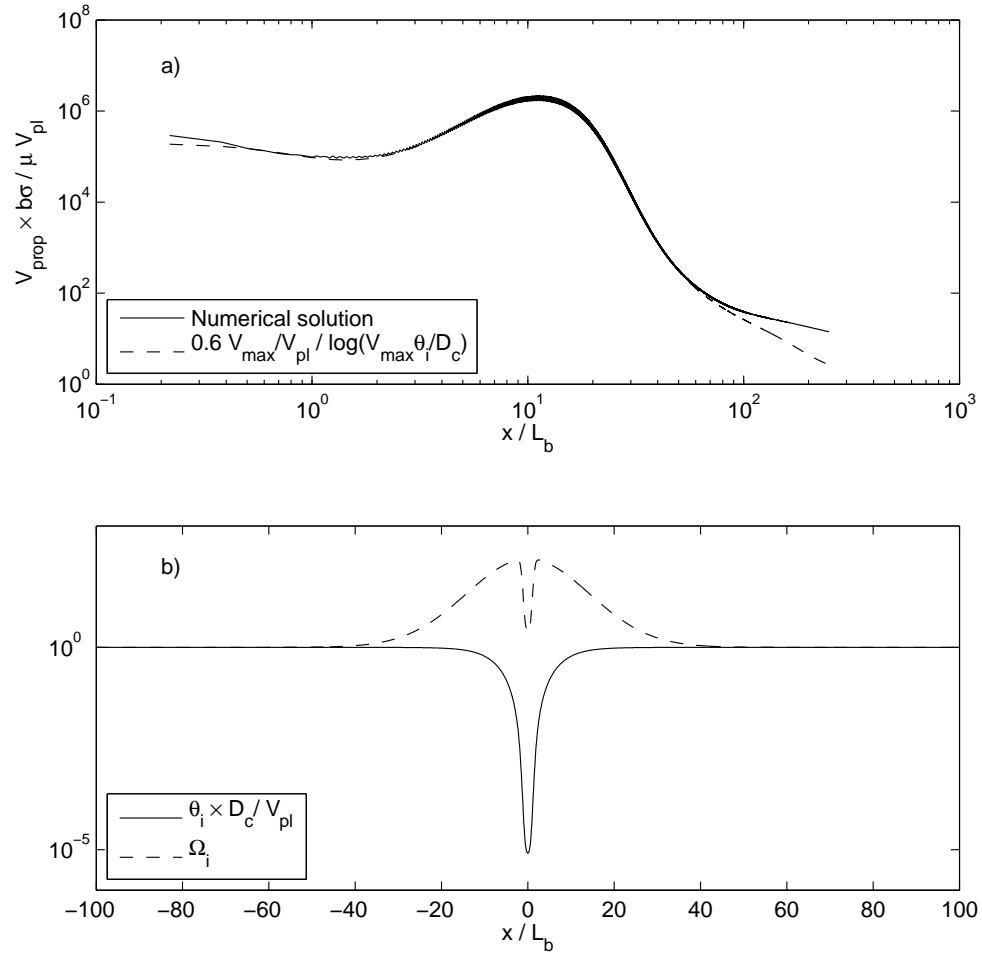 10^8
10^6
10^4
10^2
10^0
V_prop × bσ / μ V_pl
a)
Numerical solution
0.6 V_max/V_pl / log(V_maxθ_i/D_c)
10^−1
10^0
10^1
10^2
10^3
x / L_b
b)
10^0
10^−5
θ_i × D_c/ V_pl
Ω_i
−100
−80
−60
−40
−20
0
20
40
60
80
100
x / L_b